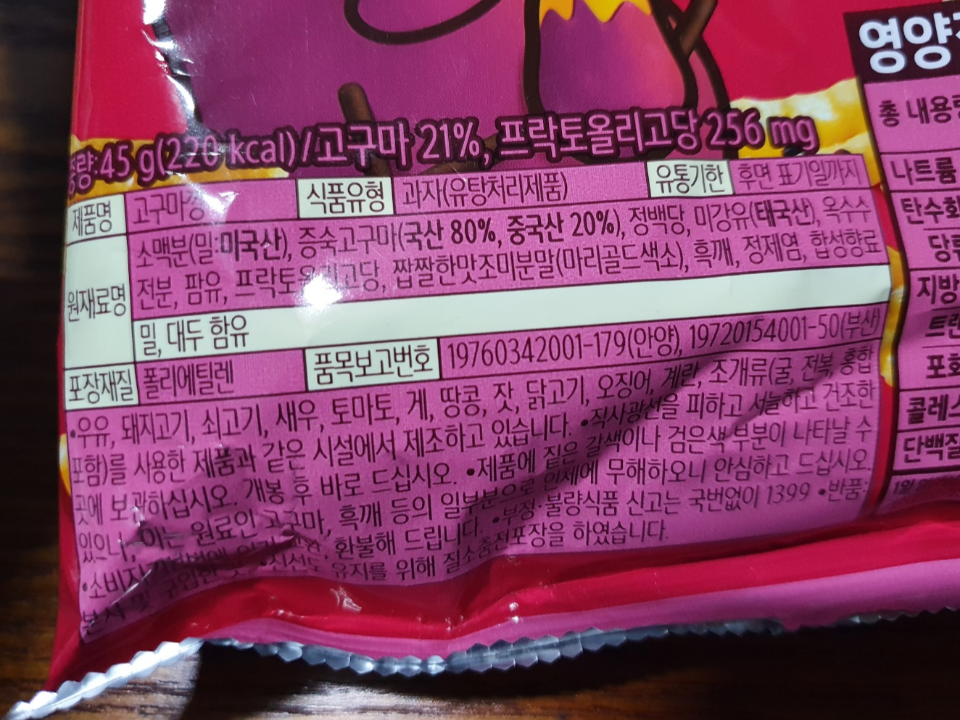 45 g(220 kcal)/고구마 21%, 프락토올리고당 256 mg
제품명 고구마깡 식품유형 과자(유탕처리제품) 유통기한 후면 표기일까지
원재료명 소맥분(밀:미국산), 증숙고구마(국산 80%, 중국산 20%), 정백당, 미강유(태국산), 옥수수
전분, 팜유, 프락토올리고당, 짭짤한맛조미분말(마리골드색소), 흑깨, 정제염, 합성향료
밀, 대두 함유
포장재질 폴리에틸렌 품목보고번호 19760342001-179(안양), 19720154001-50(부산)
•우유, 돼지고기, 쇠고기, 새우, 토마토, 게, 땅콩, 잣, 닭고기, 오징어, 계란, 조개류(굴, 전복, 홍합
포함)를 사용한 제품과 같은 시설에서 제조하고 있습니다. •직사광선을 피하고 서늘하고 건조한
곳에 보관하십시오. 개봉 후 바로 드십시오. •제품에 짙은 갈색이나 검은색 부분이 나타날 수
있으니, 이는 원료인 고구마, 흑깨 등의 일부분으로 인체에 무해하오니 안심하고 드십시오.
환불해 드립니다. •부정·불량식품 신고는 국번없이 1399 •반품:
유지를 위해 질소충전포장을 하였습니다.
영양
총 내용량
나트륨
탄수화
당류
지방
트랜
포화
콜레스
단백질